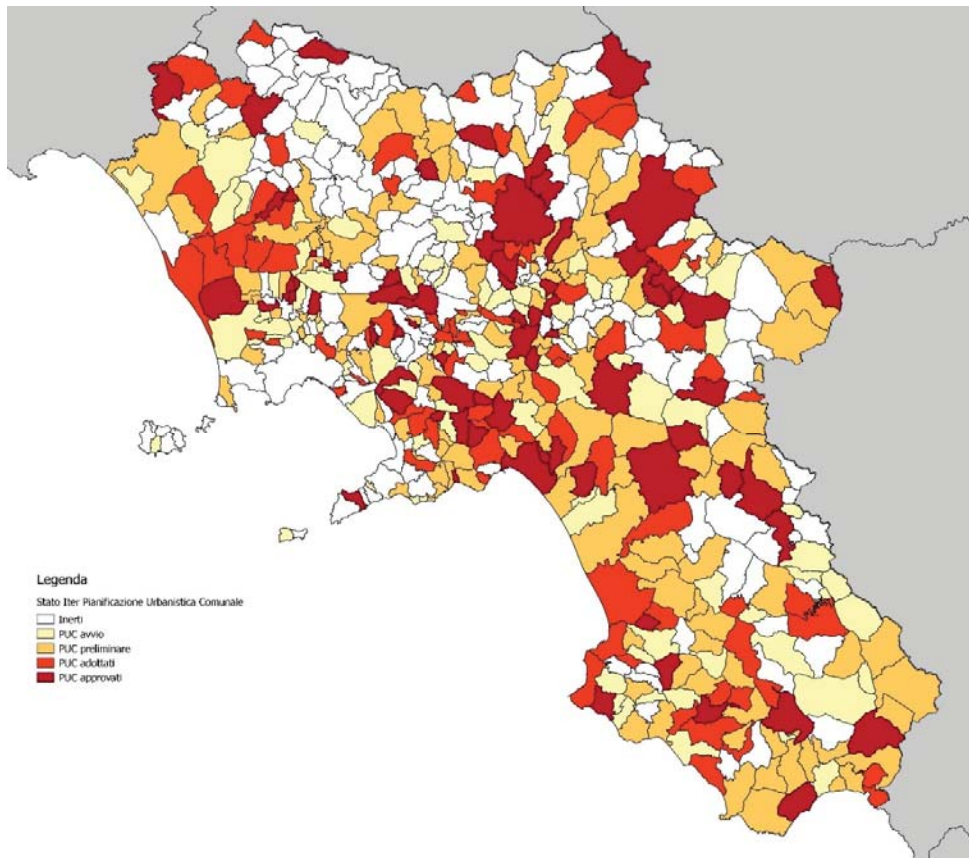 Legenda
Stato Iter Pianificazione Urbanistica Comunale
Inerti
PUC avvio
PUC preliminare
PUC adottati
PUC approvati